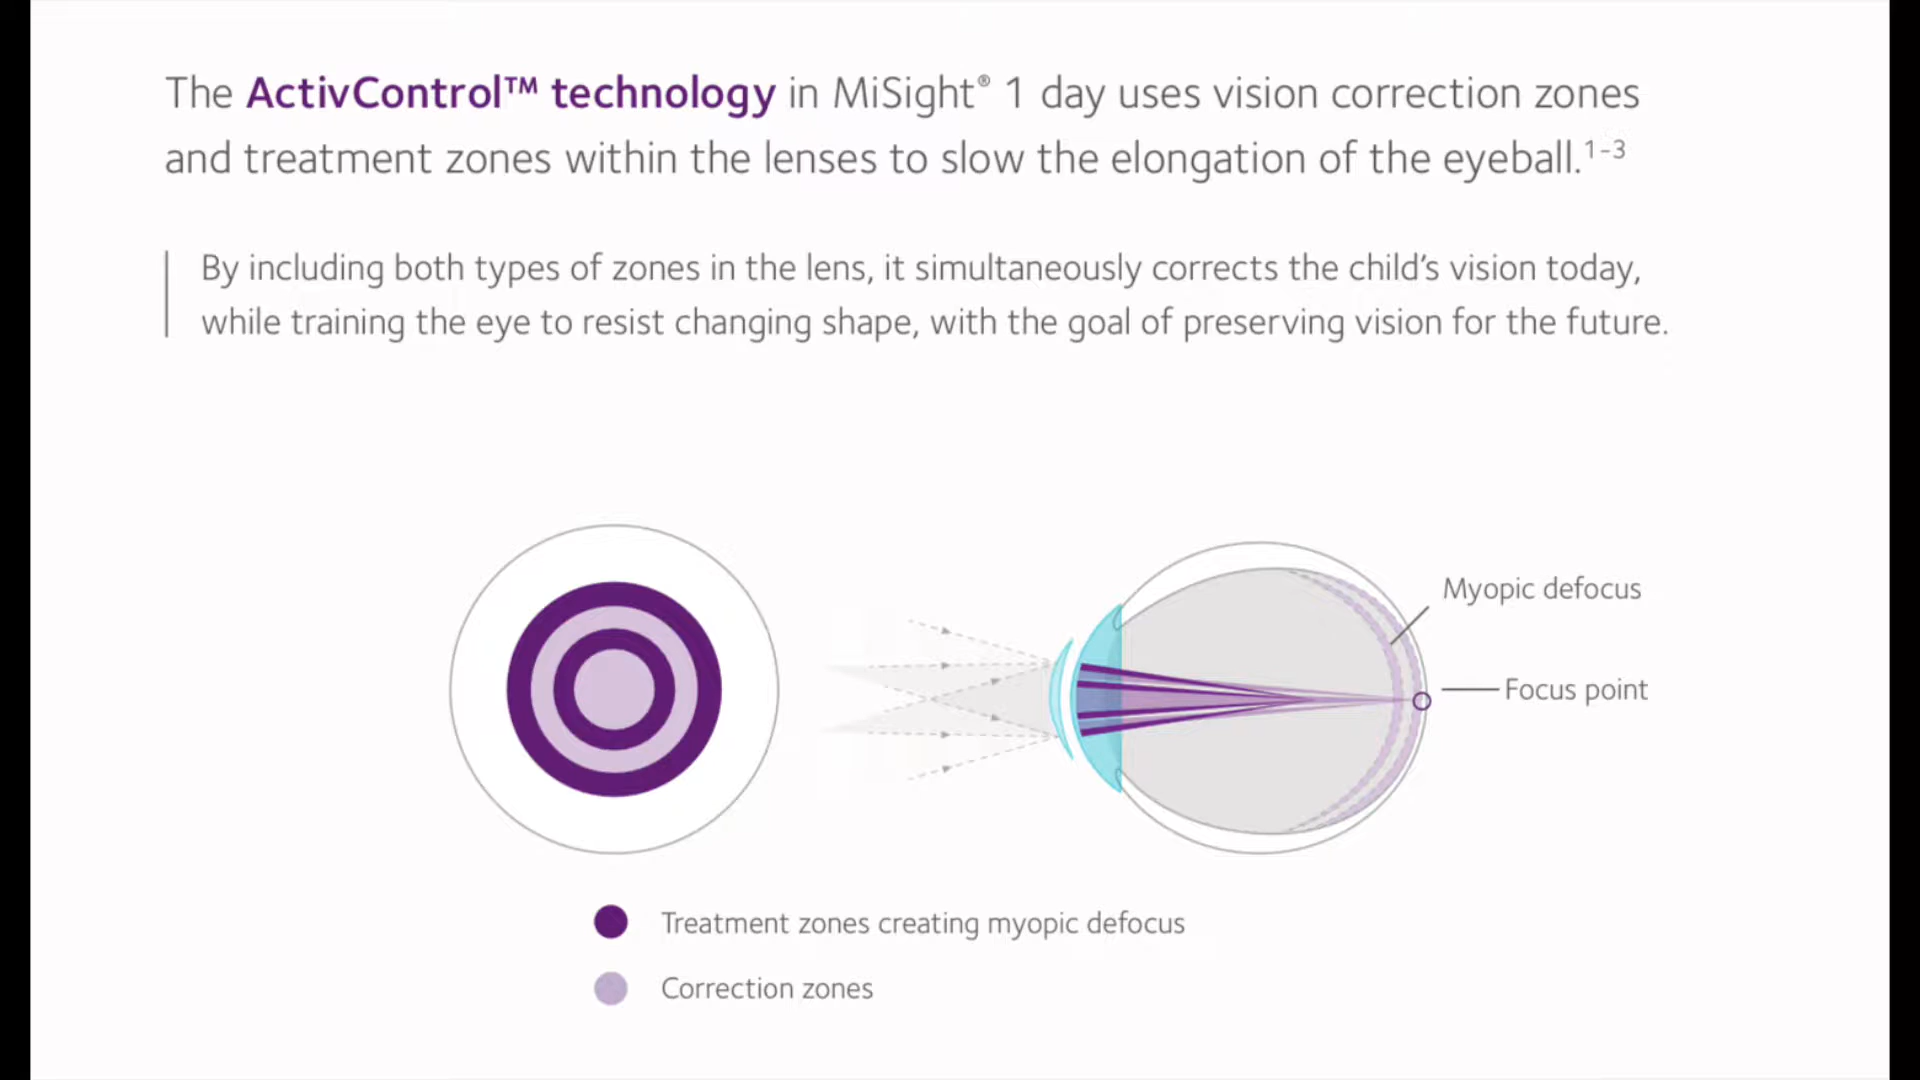 The ActivControl™ technology in MiSight® 1 day uses vision correction zones
and treatment zones within the lenses to slow the elongation of the eyeball.1-3
By including both types of zones in the lens, it simultaneously corrects the child’s vision today,
while training the eye to resist changing shape, with the goal of preserving vision for the future.
Myopic defocus
Focus point
Treatment zones creating myopic defocus
Correction zones